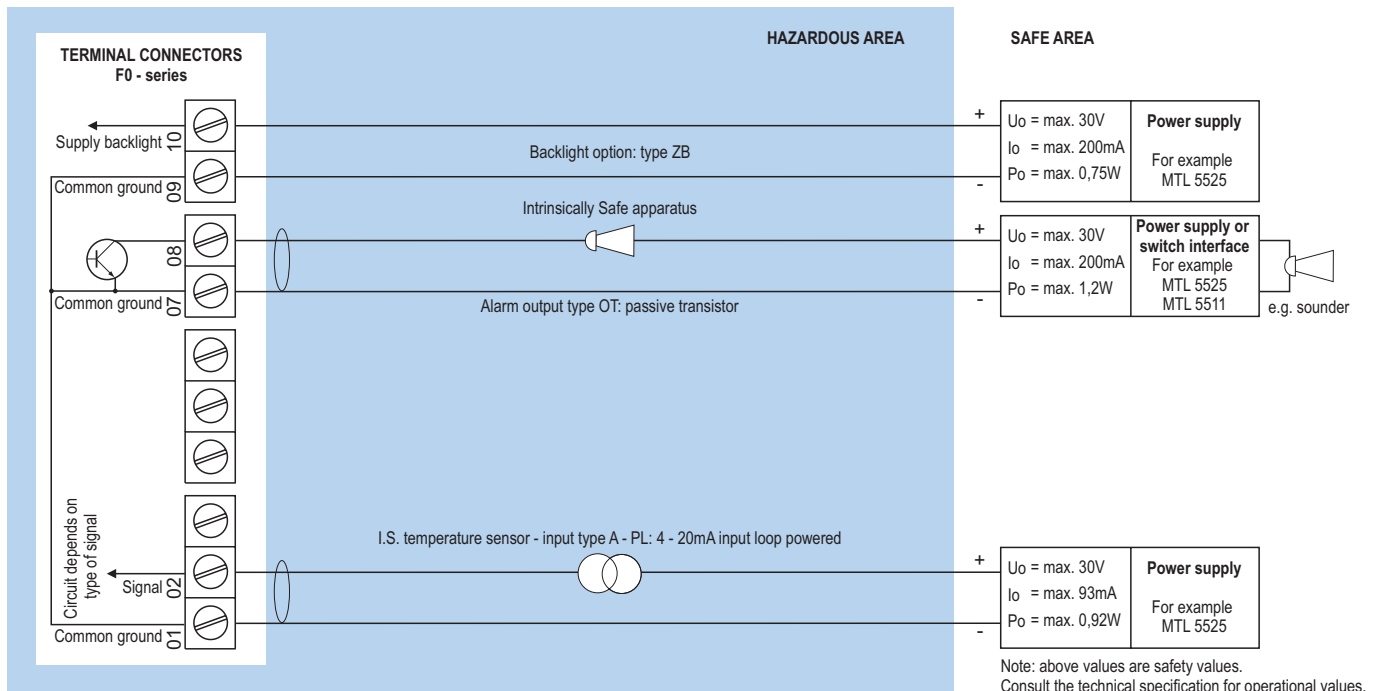 HAZARDOUS AREA
SAFE AREA
TERMINAL CONNECTORS
F0 - series
Supply backlight
10
Common ground
09
Backlight option: type ZB
+
-
Uo = max. 30V
Io = max. 200mA
Po = max. 0,75W
Power supply
For example
MTL 5525
08
Common ground
07
Intrinsically Safe apparatus
Alarm output type OT: passive transistor
+
-
Uo = max. 30V
Io = max. 200mA
Po = max. 1,2W
Power supply or
switch interface
For example
MTL 5525
MTL 5511
e.g. sounder
Circuit depends on
type of signal
Signal
02
Common ground
01
I.S. temperature sensor - input type A - PL: 4 - 20mA input loop powered
+
-
Uo = max. 30V
Io = max. 93mA
Po = max. 0,92W
Power supply
For example
MTL 5525
Note: above values are safety values.
Consult the technical specification for operational values.